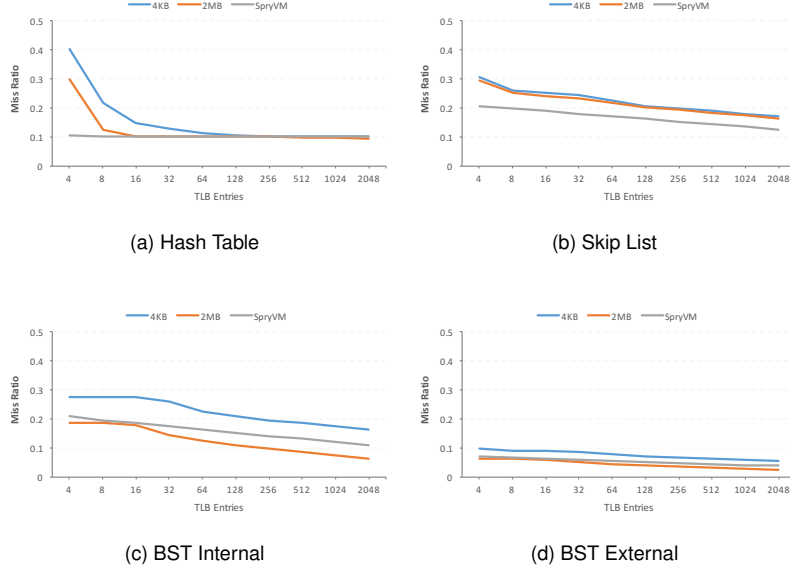 4KB 2MB SpryVM
0.5
0.4
0.3
0.2
0.1
0
Miss Ratio
4 8 16 32 64 128 256 512 1024 2048
TLB Entries
(a) Hash Table
4KB 2MB SpryVM
0.5
0.4
0.3
0.2
0.1
0
Miss Ratio
4 8 16 32 64 128 256 512 1024 2048
TLB Entries
(b) Skip List
4KB 2MB SpryVM
0.5
0.4
0.3
0.2
0.1
0
Miss Ratio
4 8 16 32 64 128 256 512 1024 2048
TLB Entries
(c) BST Internal
4KB 2MB SpryVM
0.5
0.4
0.3
0.2
0.1
0
Miss Ratio
4 8 16 32 64 128 256 512 1024 2048
TLB Entries
(d) BST External